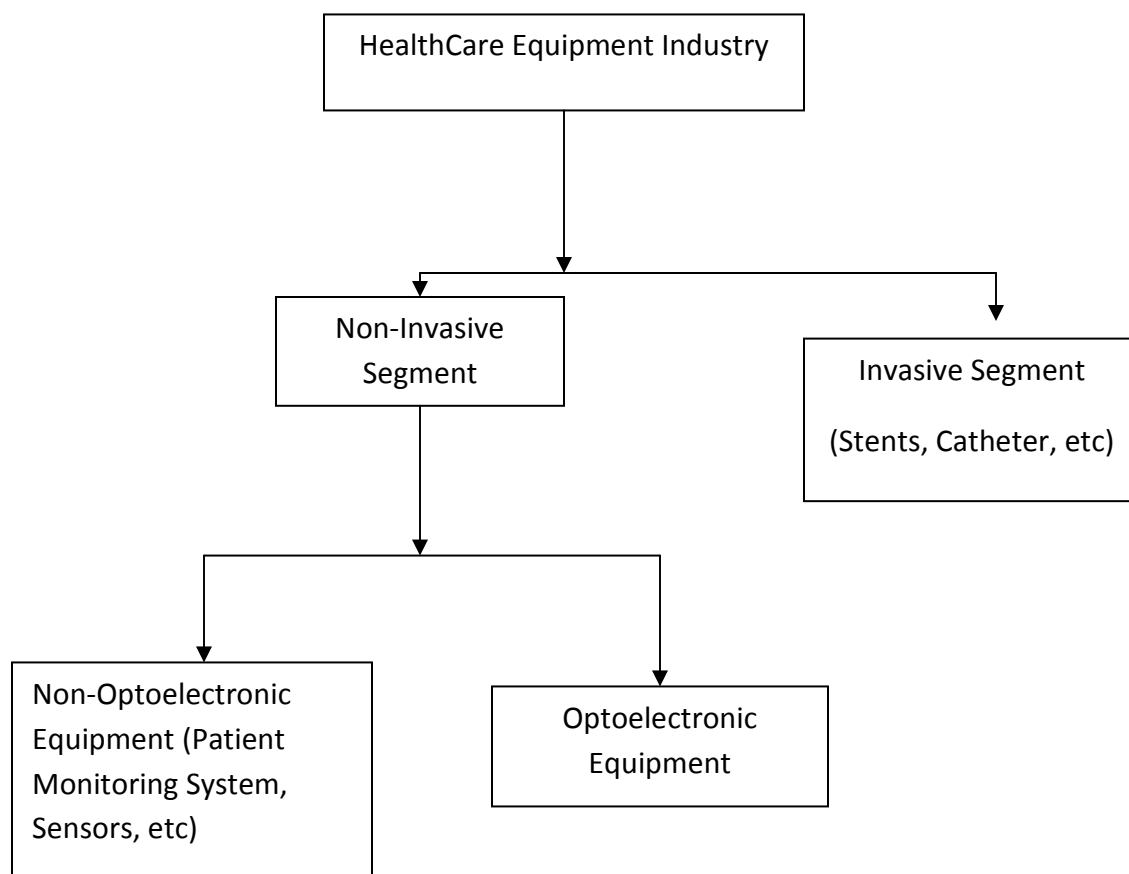 HealthCare Equipment Industry
Non-Invasive
Segment
Invasive Segment
(Stents, Catheter, etc)
Non-Optoelectronic
Equipment (Patient
Monitoring System,
Sensors, etc)
Optoelectronic
Equipment